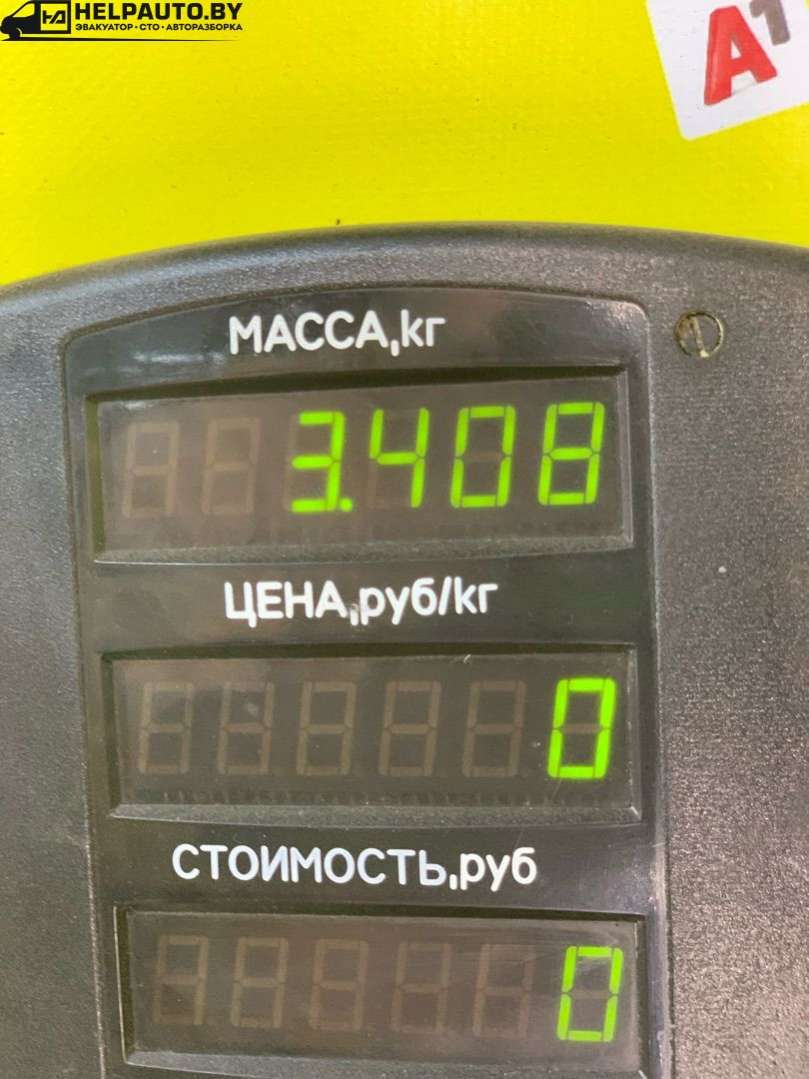 HELPAUTO.BY
ЭВАКУАТОР • СТО • АВТОРАЗБОРКА
A1
МАССА,кг
3.408
ЦЕНА,руб/кг
0
СТОИМОСТЬ,руб
0